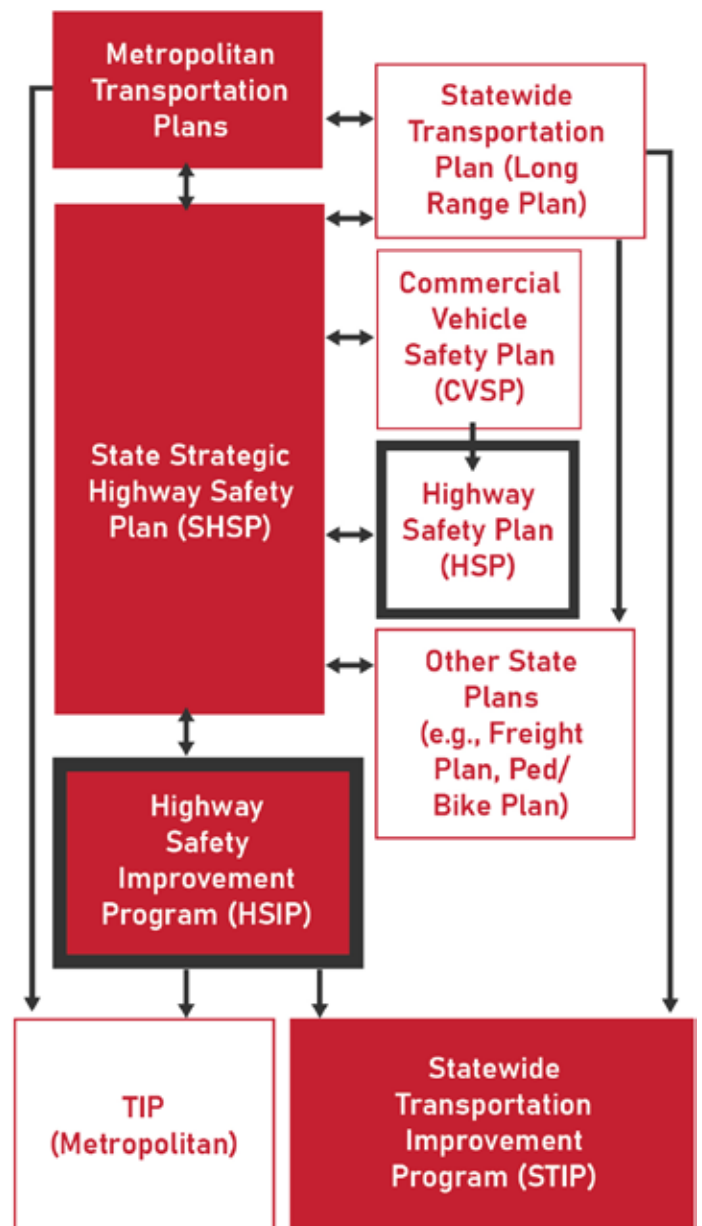 Metropolitan
Transportation
Plans
Statewide
Transportation
Plan (Long
Range Plan)
Commercial
Vehicle
Safety Plan
(CVSP)
State Strategic
Highway Safety
Plan (SHSP)
Highway
Safety Plan
(HSP)
Other State
Plans
(e.g., Freight
Plan, Ped/
Bike Plan)
Highway
Safety
Improvement
Program (HSIP)
TIP
(Metropolitan)
Statewide
Transportation
Improvement
Program (STIP)